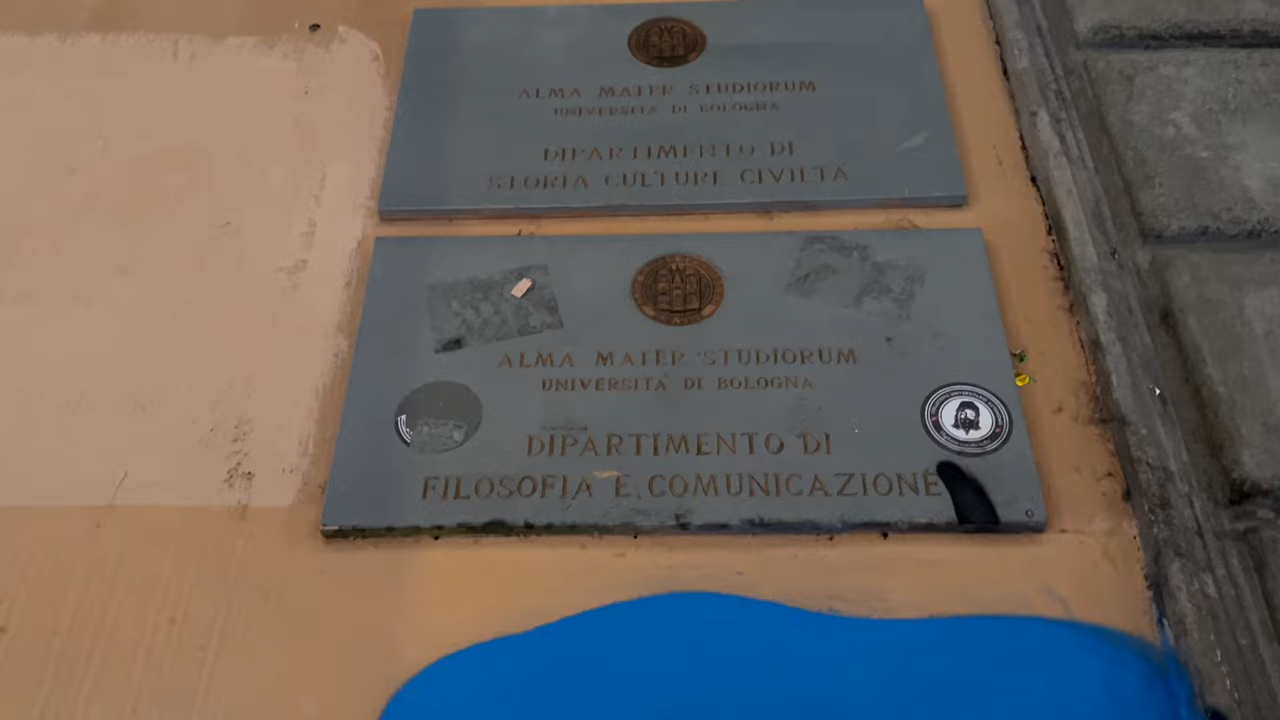 ALMA MATER STUDIORUM
UNIVERSITÀ DI BOLOGNA
DIPARTIMENTO DI
STORIA CULTURE CIVILTÀ
ALMA MATER STUDIORUM
UNIVERSITÀ DI BOLOGNA
DIPARTIMENTO DI
FILOSOFIA E COMUNICAZIONE